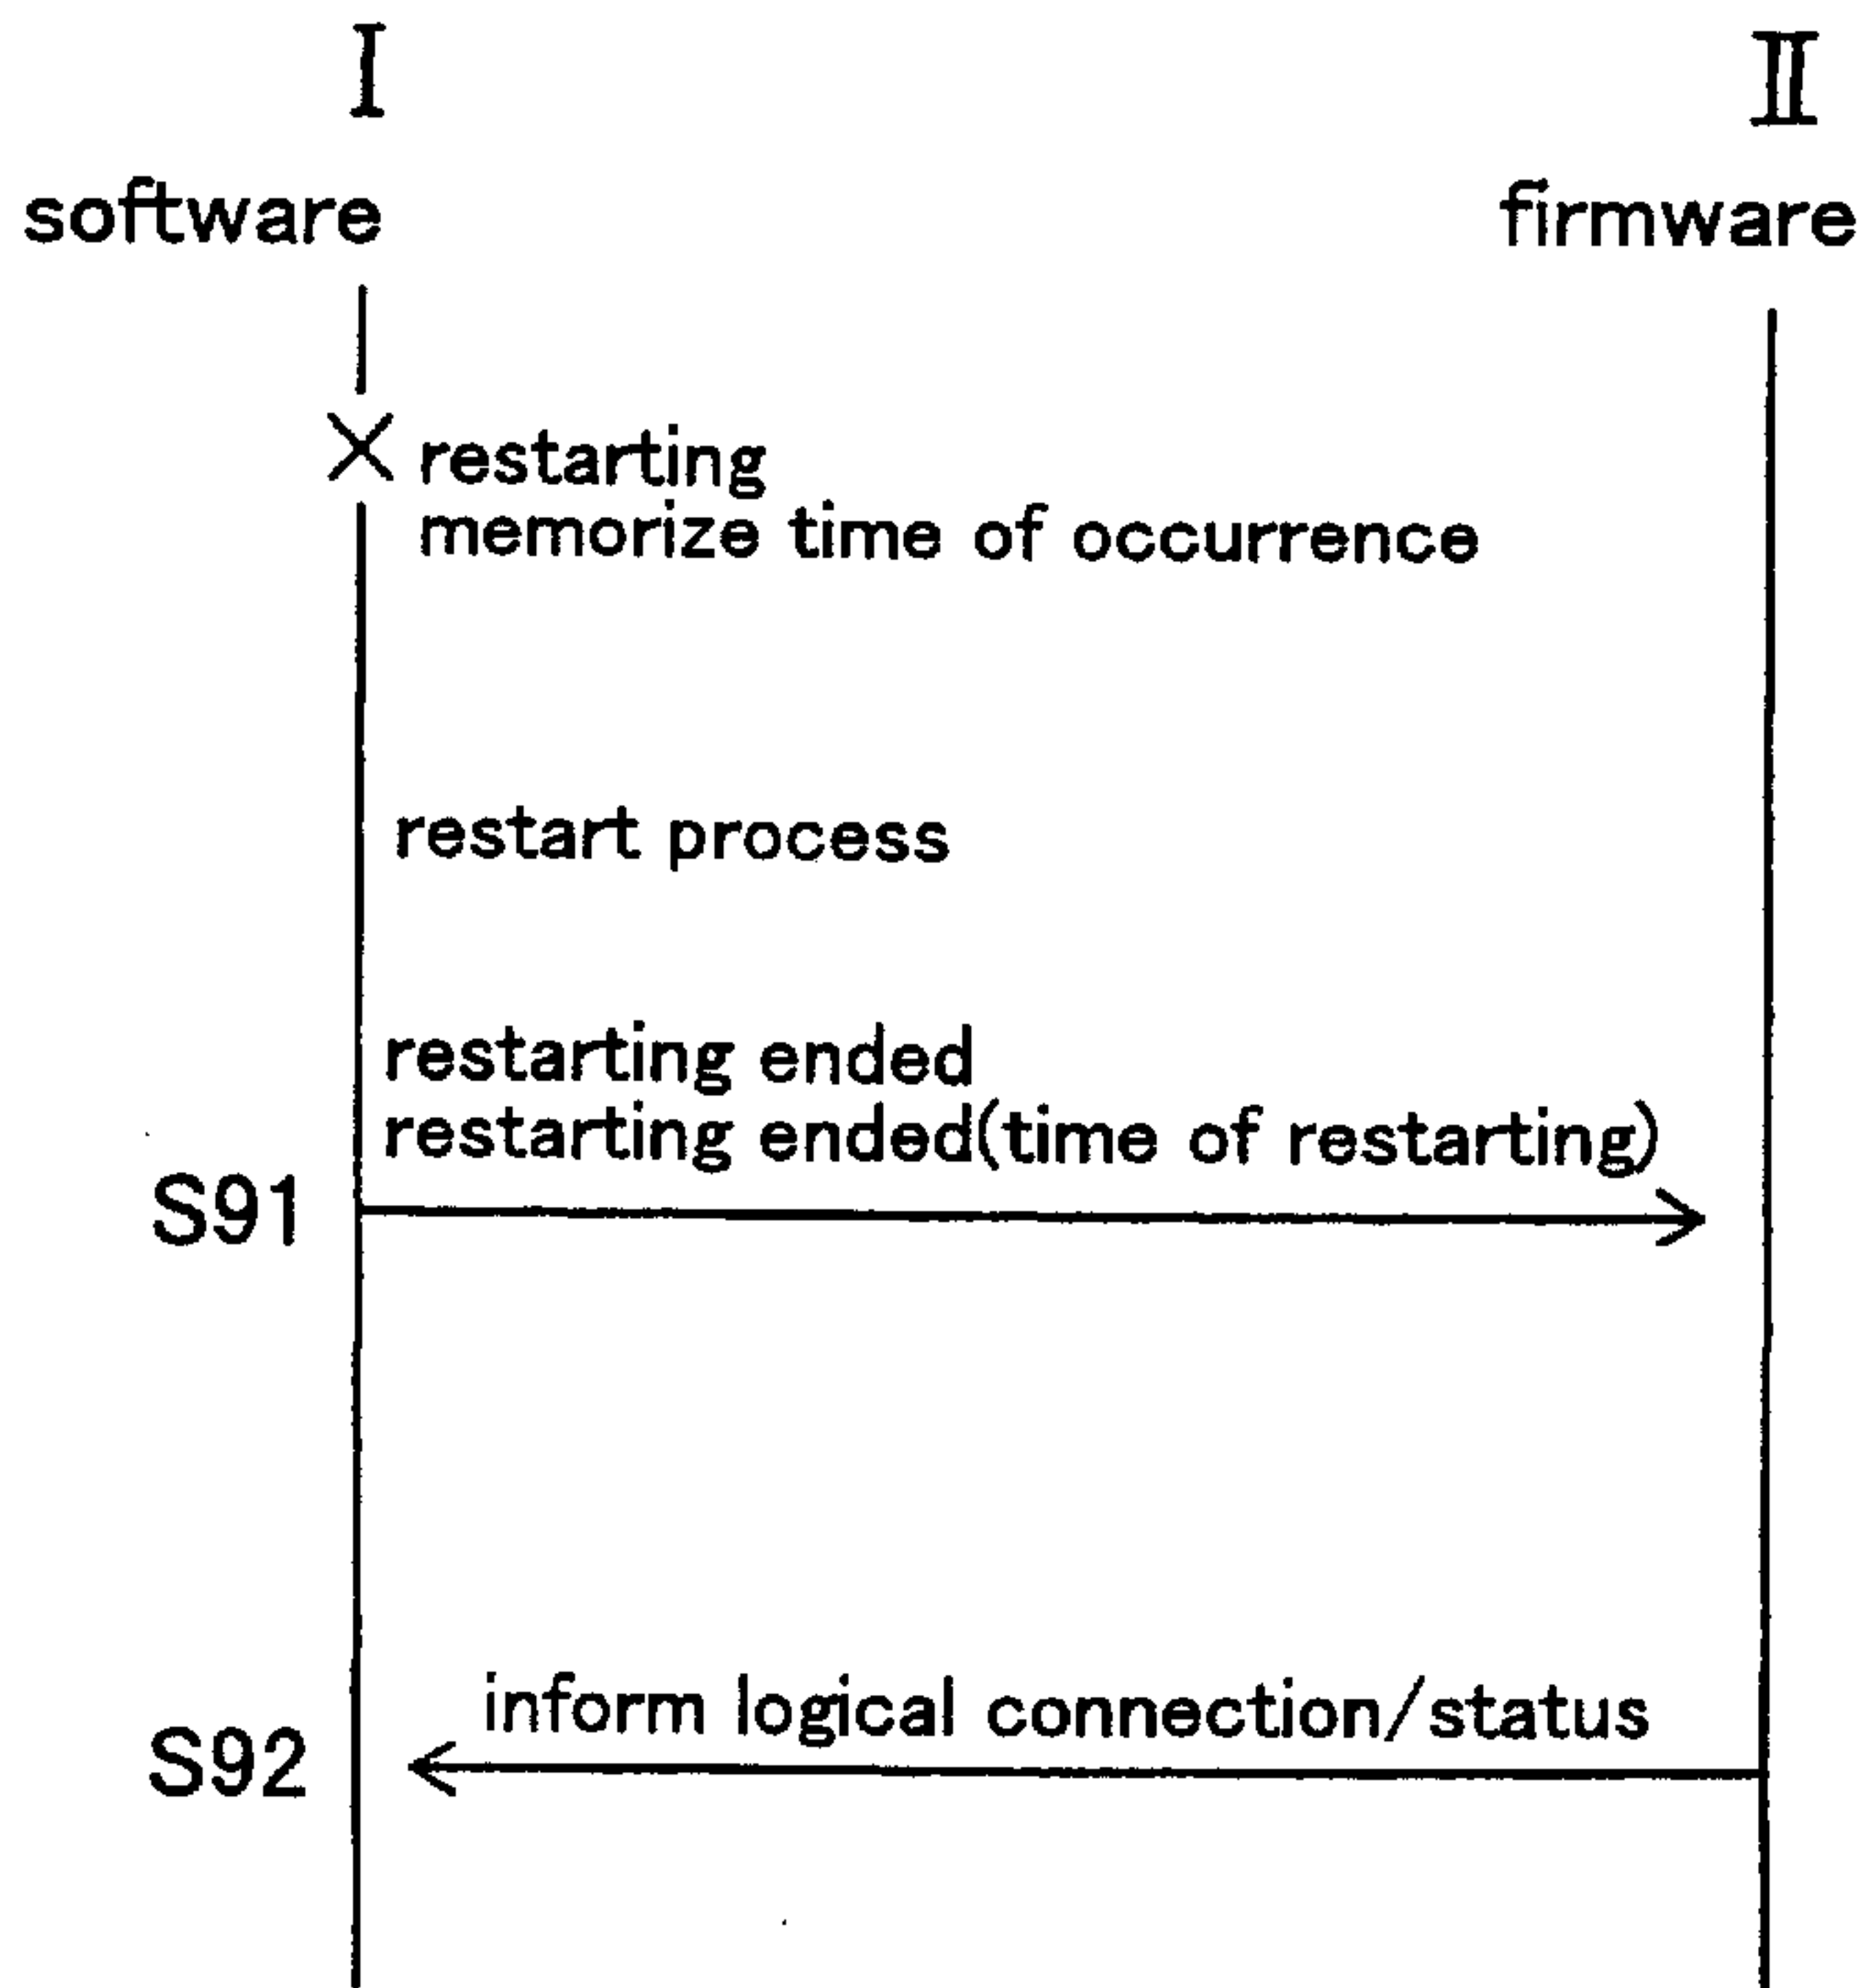 I II
software firmware
restarting
memorize time of occurrence
restart process
restarting ended
restarting ended(time of restarting)
S91
inform logical connection/status
S92